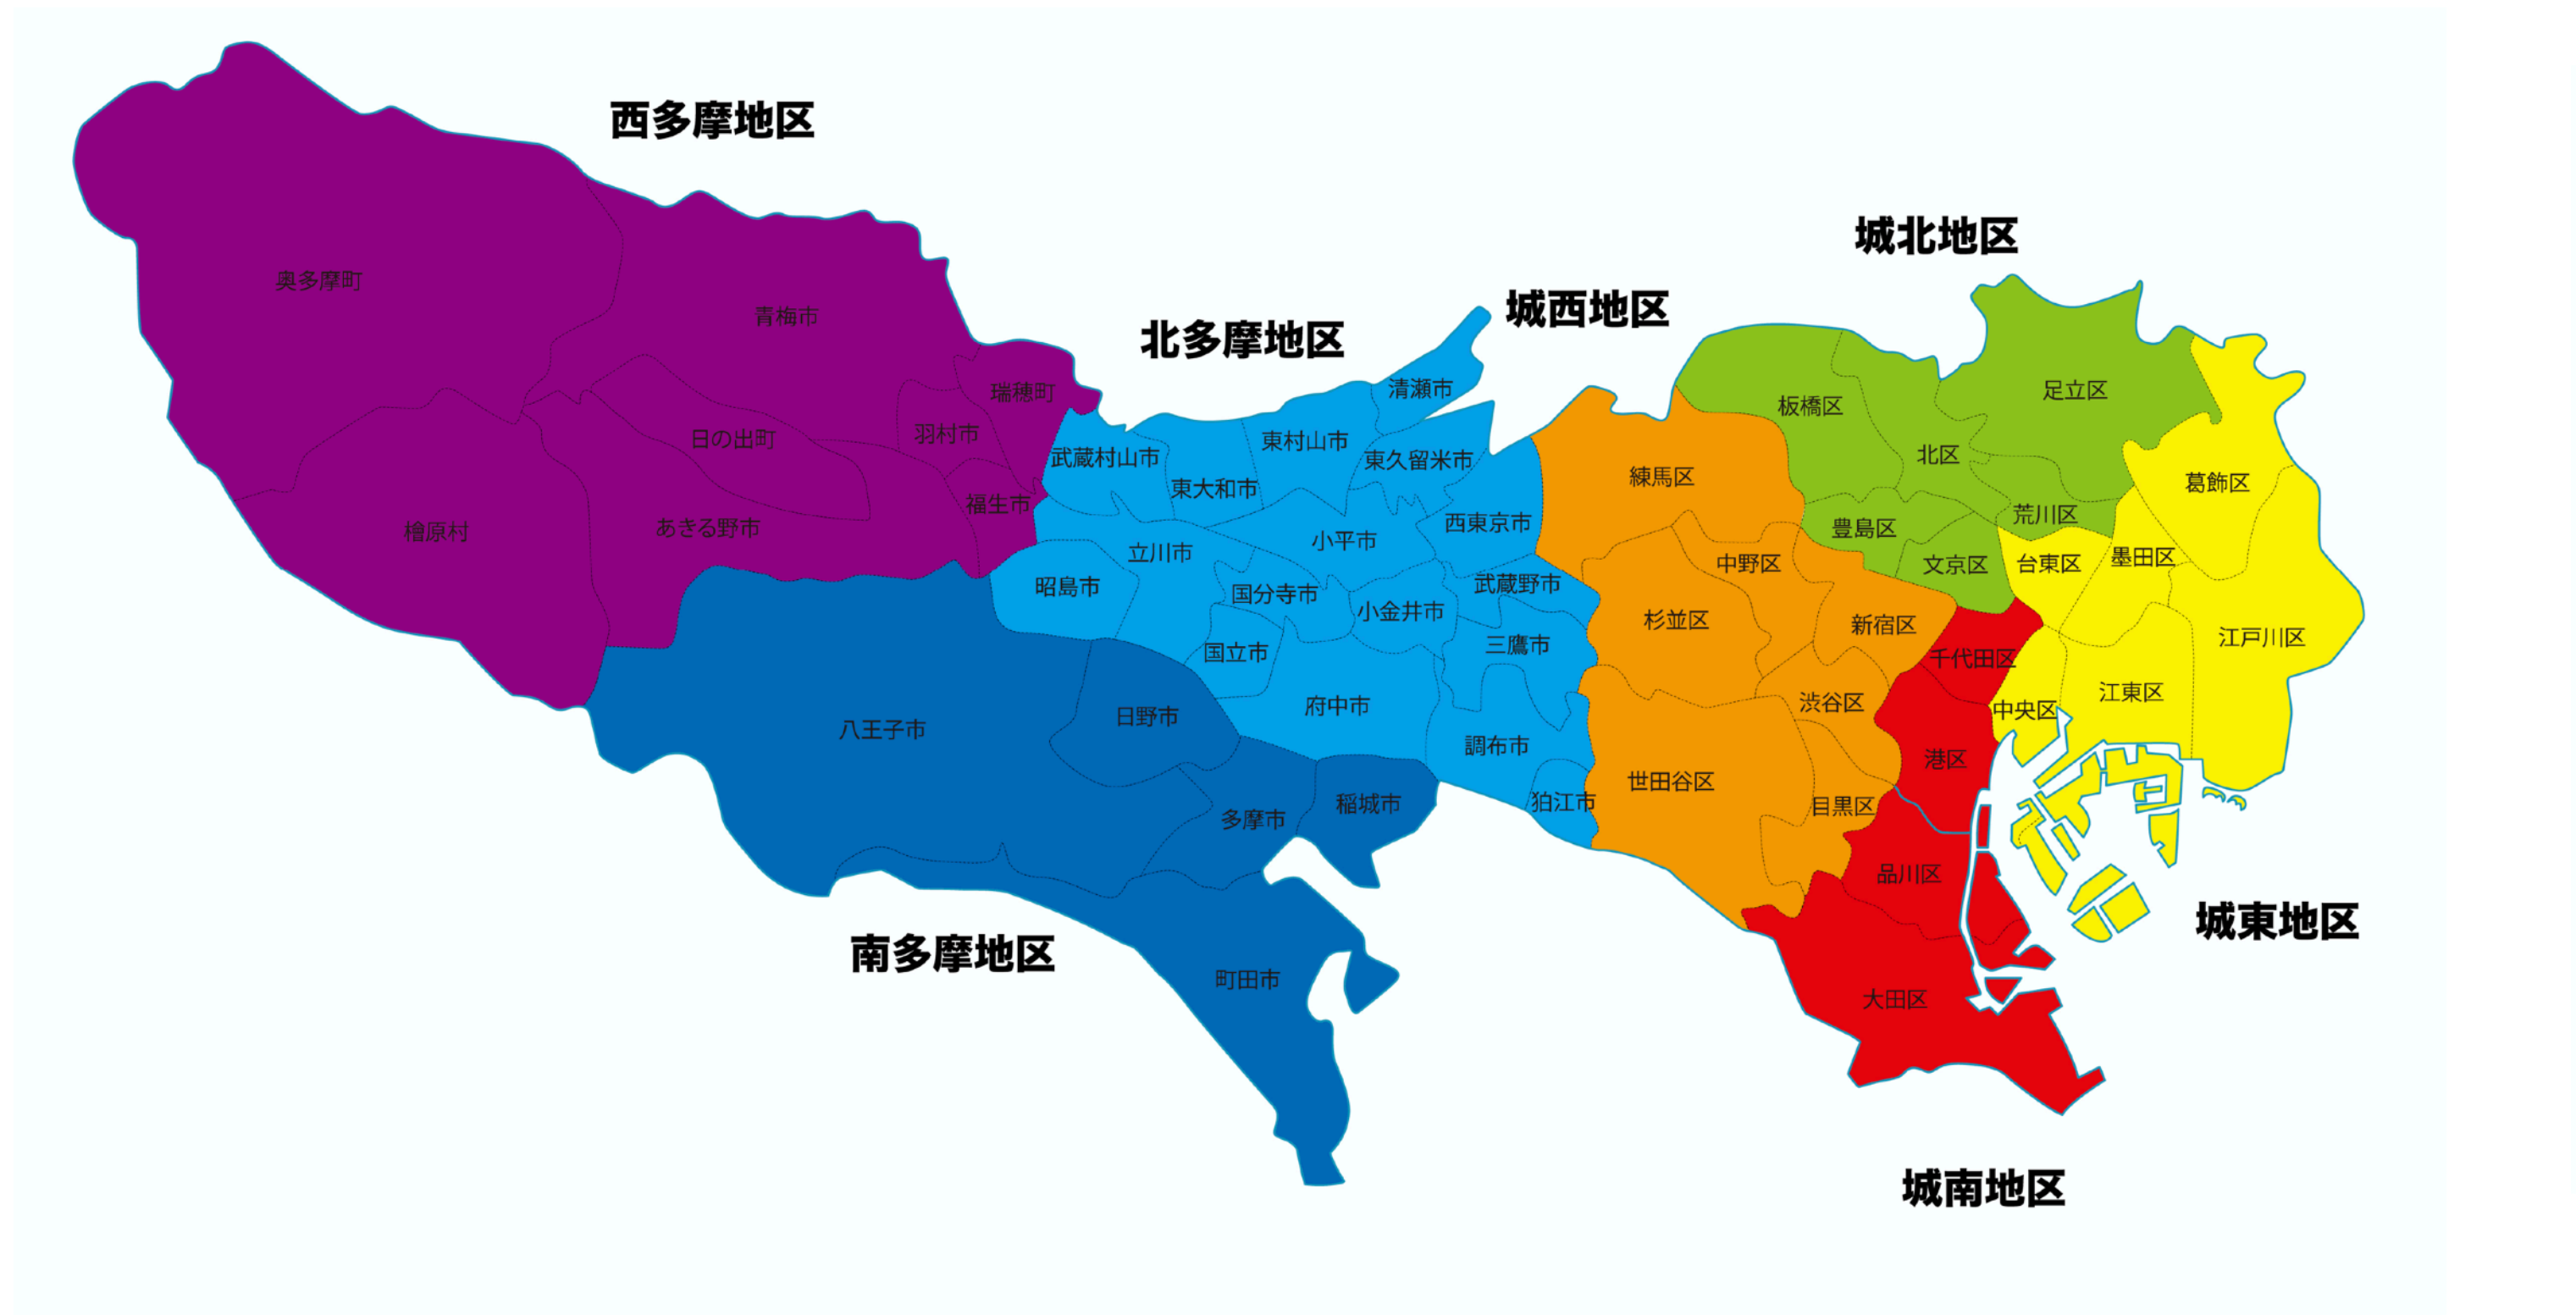 西多摩地区
奥多摩町
青梅市
瑞穂町
日の出町
羽村市
福生市
檜原村
あきる野市
北多摩地区
清瀬市
東村山市
武蔵村山市
東久留米市
東大和市
西東京市
小平市
立川市
昭島市
国分寺市
武蔵野市
小金井市
三鷹市
国立市
府中市
調布市
狛江市
南多摩地区
八王子市
日野市
多摩市
稲城市
町田市
城西地区
練馬区
中野区
杉並区
新宿区
渋谷区
世田谷区
目黒区
城北地区
足立区
板橋区
北区
荒川区
豊島区
文京区
城東地区
葛飾区
台東区
墨田区
江戸川区
江東区
中央区
城南地区
千代田区
港区
品川区
大田区